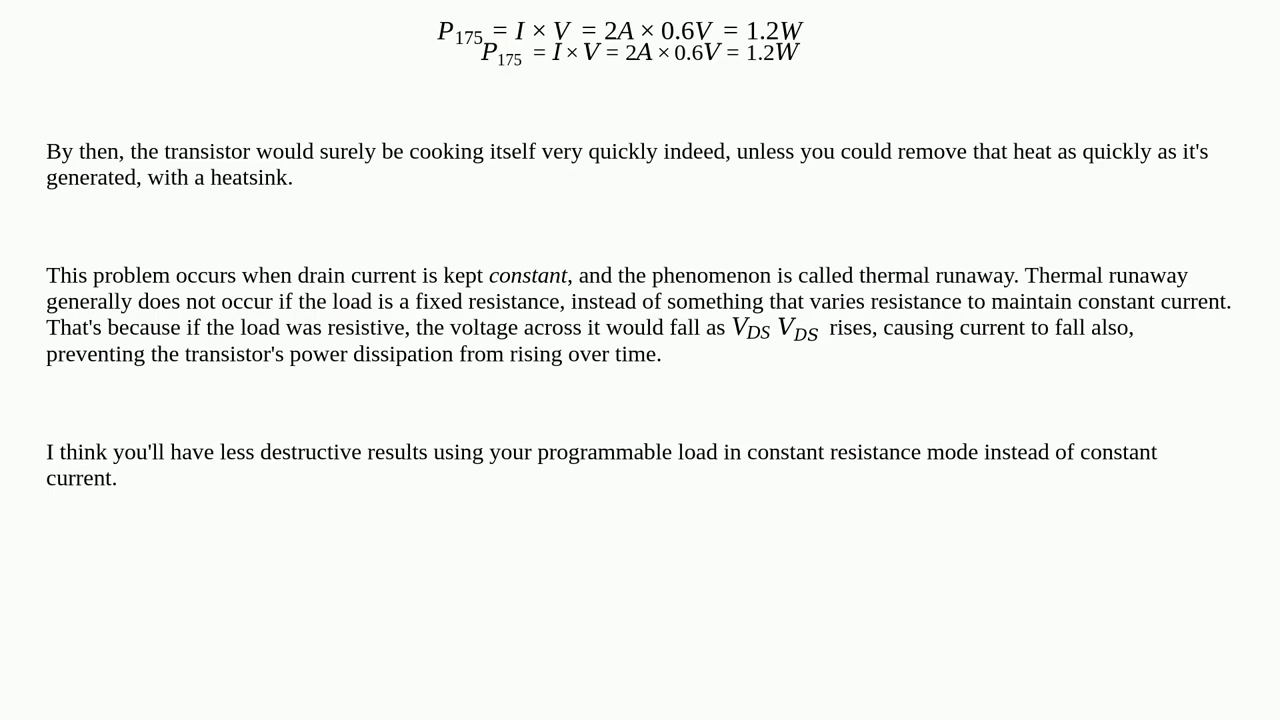 P175 = I × V = 2A × 0.6V = 1.2W
P175 = I × V = 2A × 0.6V = 1.2W
By then, the transistor would surely be cooking itself very quickly indeed, unless you could remove that heat as quickly as it's
generated, with a heatsink.
This problem occurs when drain current is kept constant, and the phenomenon is called thermal runaway. Thermal runaway
generally does not occur if the load is a fixed resistance, instead of something that varies resistance to maintain constant current.
That's because if the load was resistive, the voltage across it would fall as VDS VDS rises, causing current to fall also,
preventing the transistor's power dissipation from rising over time.
I think you'll have less destructive results using your programmable load in constant resistance mode instead of constant
current.